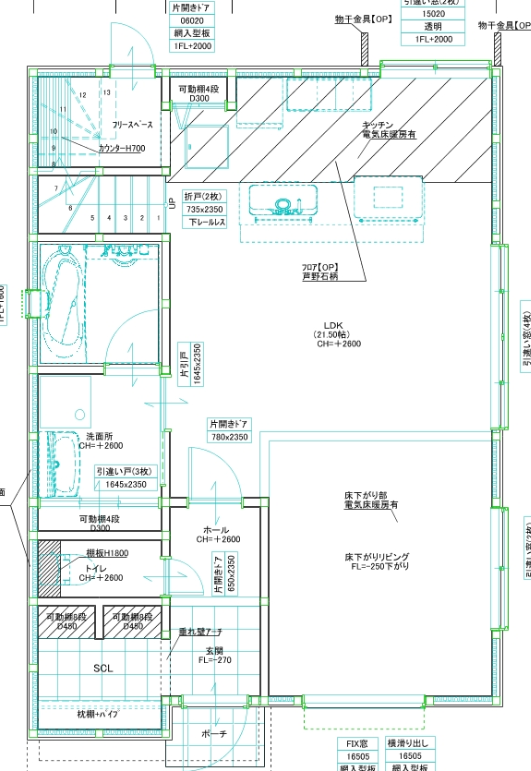 片開きドア
06020
網入型板
1FL+2000
物干金具【OP】
引違い窓(2枚)
15020
透明
1FL+2000
物干金具【OP】
13
12
11
10
9
8
フリースペース
カウンターH700
可動棚4段
D300
キッチン
電気床暖房有
7
6
5
4
3
2
1
UP
折戸(2枚)
735x2350
下レールレス
フロア【OP】
芦野石柄
LDK
(21.50帖)
CH=+2600
引違い窓(4枚)
片引戸
1645x2350
片開きドア
780x2350
洗面所
CH=+2600
引違い戸(3枚)
1645x2350
可動棚4段
D300
床下がり部
電気床暖房有
ホール
CH=+2600
棚板H1800
トイレ
CH=+2600
片開きドア
650x2350
床下がりリビング
FL=-250下がり
引違い窓(2枚)
可動棚8段
D450
可動棚8段
D450
垂れ壁アーチ
玄関
FL=-270
SCL
枕棚+パイプ
ポーチ
FIX窓
16505
網入型板
横滑り出し
16505
網入型板